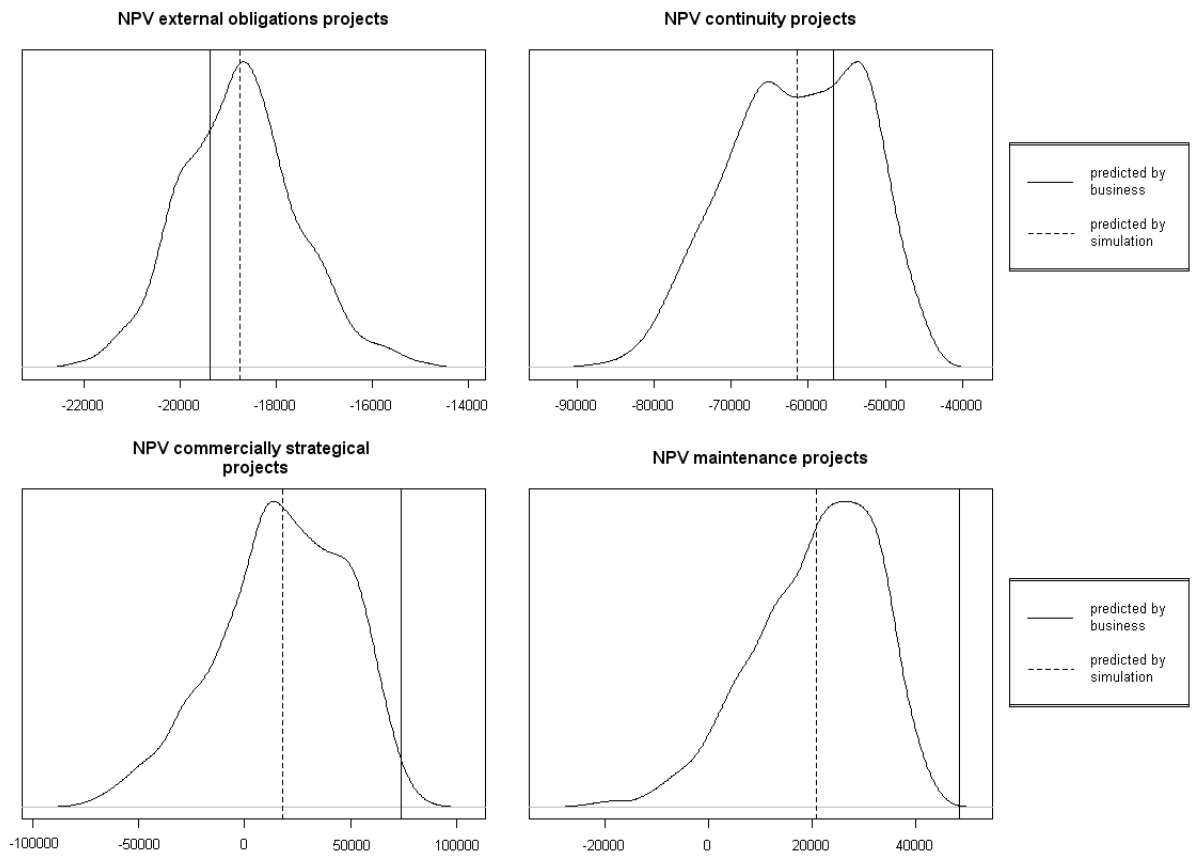 NPV external obligations projects
NPV continuity projects
-22000 -20000 -18000 -16000 -14000
-90000 -80000 -70000 -60000 -50000 -40000
predicted by
business
predicted by
simulation
NPV commercially strategical
projects
NPV maintenance projects
-100000 -50000 0 50000 100000
-20000 0 20000 40000
predicted by
business
predicted by
simulation